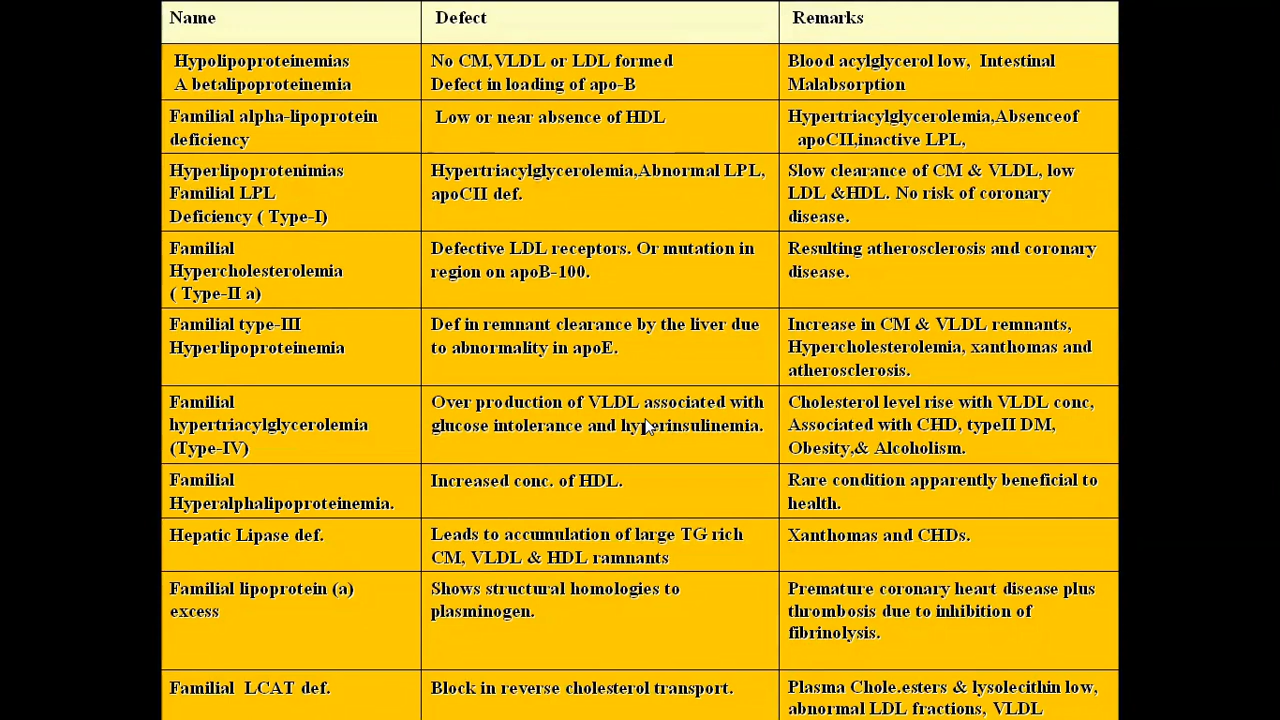 Name
Defect
Remarks
Hypolipoproteinemias
A betalipoproteinemia
No CM,VLDL or LDL formed
Defect in loading of apo-B
Blood acylglycerol low, Intestinal
Malabsorption
Familial alpha-lipoprotein
deficiency
Low or near absence of HDL
Hypertriacylglycerolemia,Absenceof
apoCII,inactive LPL,
Hyperlipoprotenimias
Familial LPL
Deficiency ( Type-I)
Hypertriacylglycerolemia,Abnormal LPL,
apoCII def.
Slow clearance of CM & VLDL, low
LDL &HDL. No risk of coronary
disease.
Familial
Hypercholesterolemia
( Type-II a)
Defective LDL receptors. Or mutation in
region on apoB-100.
Resulting atherosclerosis and coronary
disease.
Familial type-III
Hyperlipoproteinemia
Def in remnant clearance by the liver due
to abnormality in apoE.
Increase in CM & VLDL remnants,
Hypercholesterolemia, xanthomas and
atherosclerosis.
Familial
hypertriacylglycerolemia
(Type-IV)
Over production of VLDL associated with
glucose intolerance and hyperinsulinemia.
Cholesterol level rise with VLDL conc,
Associated with CHD, typeII DM,
Obesity,& Alcoholism.
Familial
Hyperalphalipoproteinemia.
Increased conc. of HDL.
Rare condition apparently beneficial to
health.
Hepatic Lipase def.
Leads to accumulation of large TG rich
CM, VLDL & HDL ramnants
Xanthomas and CHDs.
Familial lipoprotein (a)
excess
Shows structural homologies to
plasminogen.
Premature coronary heart disease plus
thrombosis due to inhibition of
fibrinolysis.
Familial LCAT def.
Block in reverse cholesterol transport.
Plasma Chole.esters & lysolecithin low,
abnormal LDL fractions, VLDL